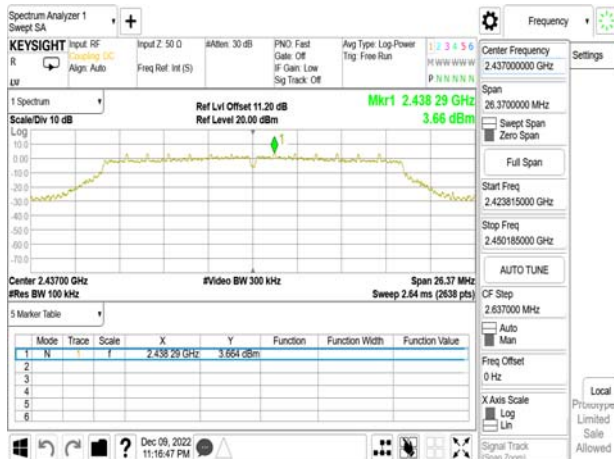 Spectrum Analyzer 1
Swept SA
+
Frequency
KEYSIGHT
R
LXI
Input: RF
Coupling: DC
Align: Auto
Input Z: 50 Ω
Freq Ref: Int (S)
#Atten: 30 dB
PNO: Fast
Gate: Off
IF Gain: Low
Sig Track: Off
Avg Type: Log-Power
Trig: Free Run
1 2 3 4 5 6
M W W W W W
P N N N N N
Center Frequency
2.437000000 GHz
Settings
Span
26.3700000 MHz
Swept Span
Zero Span
Full Span
Start Freq
2.423815000 GHz
Stop Freq
2.450185000 GHz
AUTO TUNE
CF Step
2.637000 MHz
Auto
Man
Freq Offset
0 Hz
X Axis Scale
Log
Lin
Signal Track
(Span Zoom)
Local
Prototype
Limited
Sale
Allowed
1 Spectrum
Scale/Div 10 dB
Log
Ref Lvl Offset 11.20 dB
Ref Level 20.00 dBm
Mkr1 2.438 29 GHz
3.66 dBm
1
10.0
0.00
-10.0
-20.0
-30.0
-40.0
-50.0
-60.0
-70.0
Center 2.43700 GHz
#Res BW 100 kHz
#Video BW 300 kHz
Span 26.37 MHz
Sweep 2.64 ms (2638 pts)
5 Marker Table
Mode Trace Scale X Y Function Function Width Function Value
1 N 1 f 2.438 29 GHz 3.664 dBm
2
3
4
5
6
?
Dec 09, 2022
11:16:47 PM